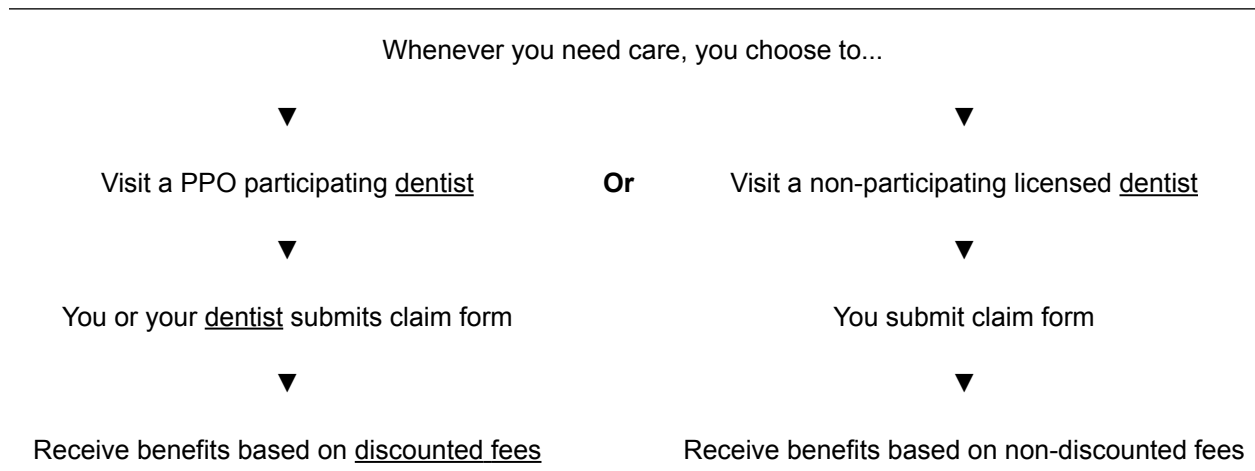 Whenever you need care, you choose to...
▼ ▼
Visit a PPO participating dentist Or Visit a non-participating licensed dentist
▼ ▼
You or your dentist submits claim form You submit claim form
▼ ▼
Receive benefits based on discounted fees Receive benefits based on non-discounted fees